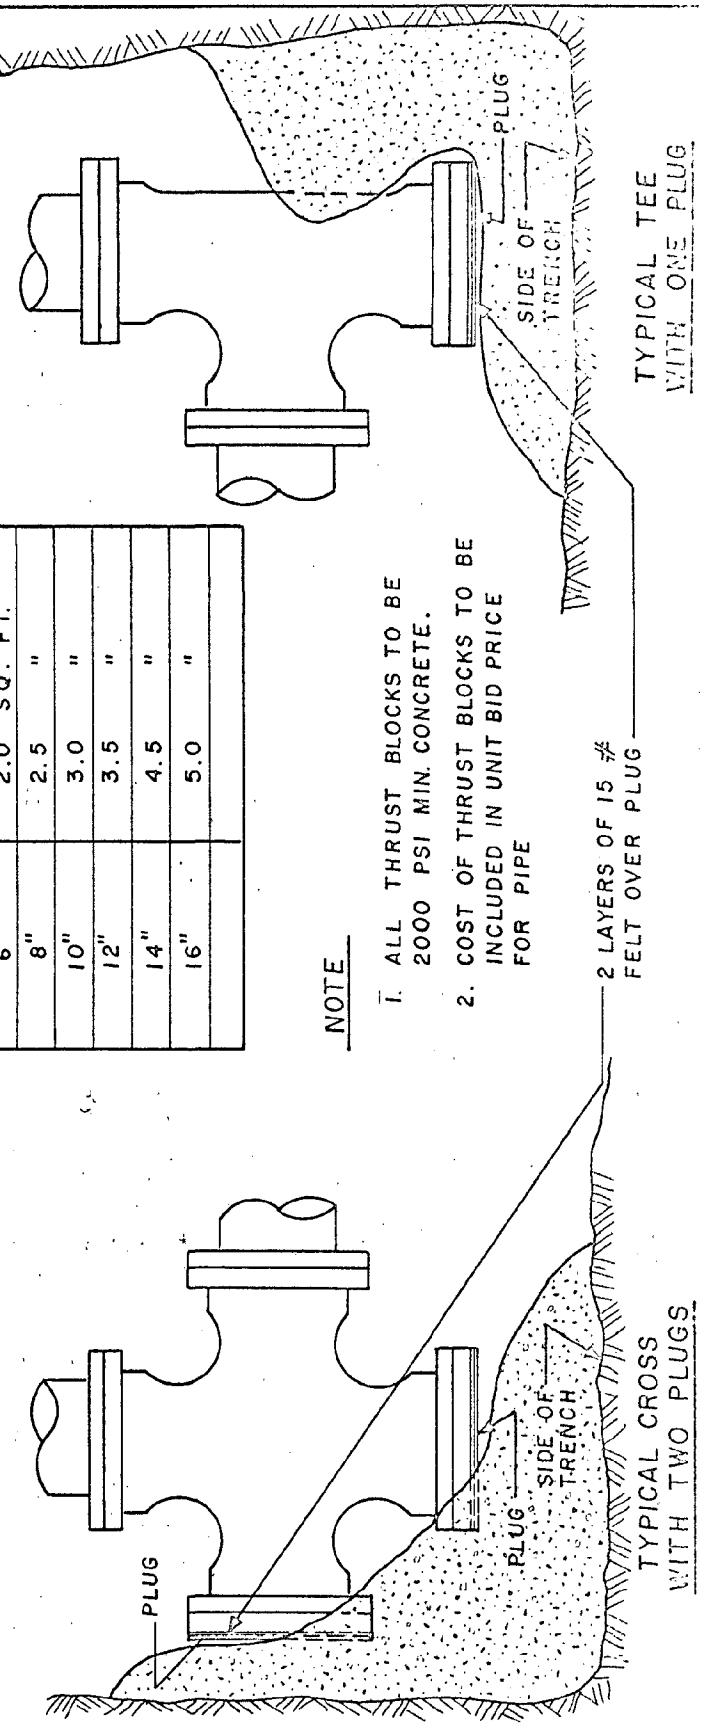 6" 2.0 SQ. FT.
8" 2.5 "
10" 3.0 "
12" 3.5 "
14" 4.5 "
16" 5.0 "
NOTE
1. ALL THRUST BLOCKS TO BE
2000 PSI MIN. CONCRETE.
2. COST OF THRUST BLOCKS TO BE
INCLUDED IN UNIT BID PRICE
FOR PIPE
2 LAYERS OF 15 #
FELT OVER PLUG
PLUG
PLUG
SIDE OF
TRENCH
TYPICAL CROSS
WITH TWO PLUGS
PLUG
SIDE OF
TRENCH
TYPICAL TEE
WITH ONE PLUG